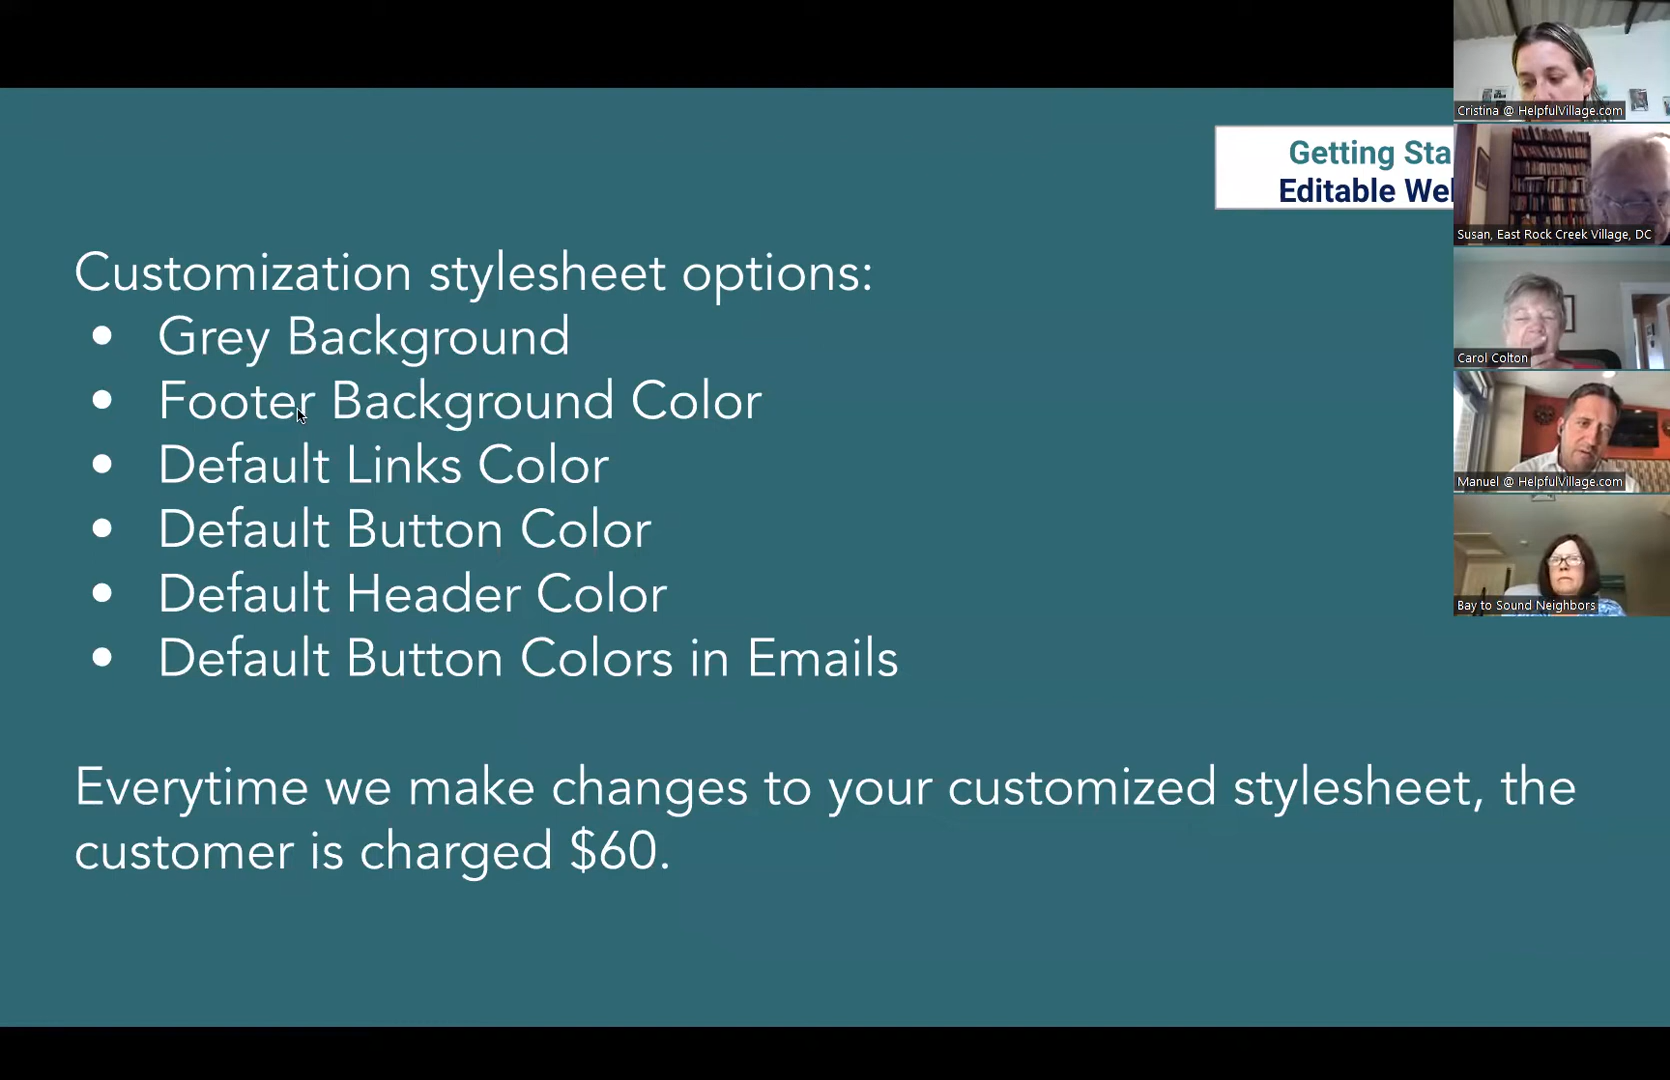 Getting Sta
Editable We
Customization stylesheet options:
● Grey Background
● Footer Background Color
● Default Links Color
● Default Button Color
● Default Header Color
● Default Button Colors in Emails
Everytime we make changes to your customized stylesheet, the
customer is charged $60.
Cristina @ HelpfulVillage.com
Susan, East Rock Creek Village, DC
Carol Colton
Manuel @ HelpfulVillage.com
Bay to Sound Neighbors